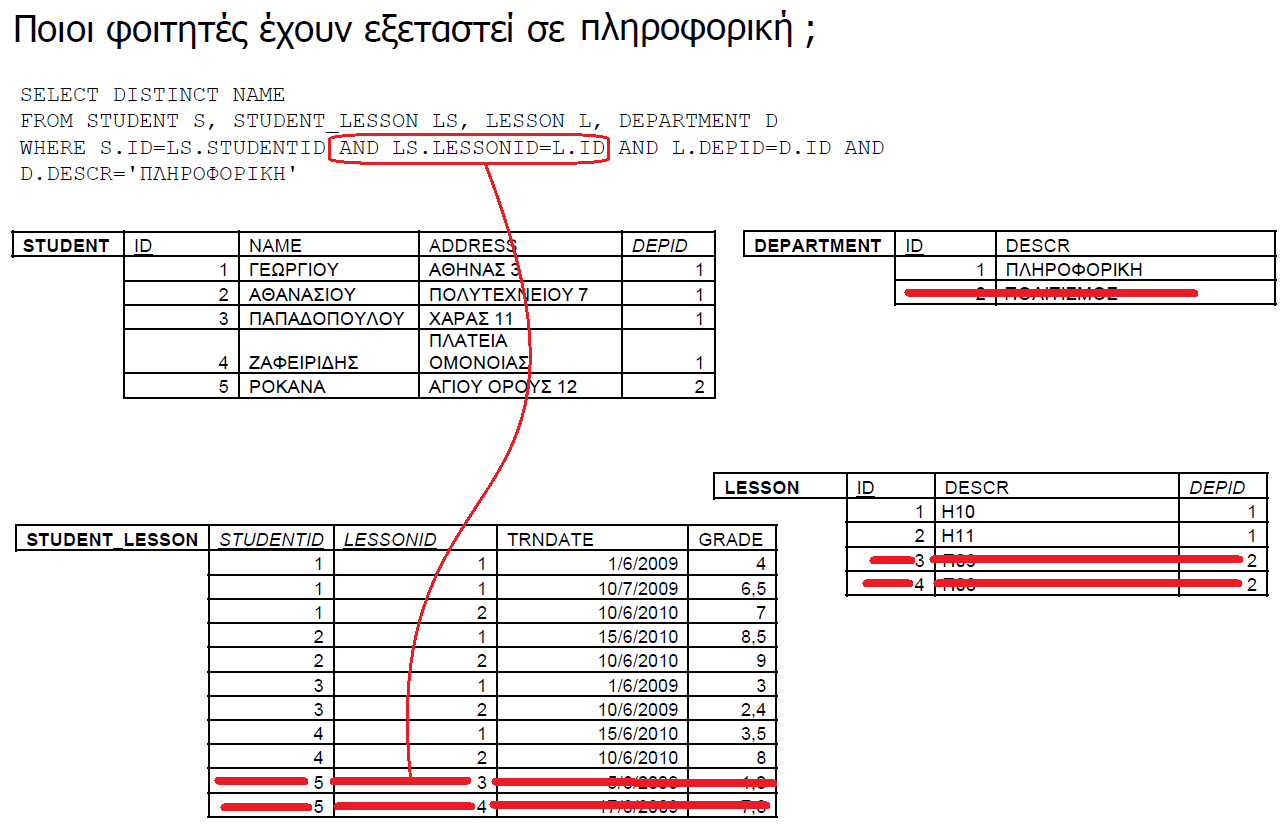 Ποιοι φοιτητές έχουν εξεταστεί σε πληροφορική ;
SELECT DISTINCT NAME
FROM STUDENT S, STUDENT_LESSON LS, LESSON L, DEPARTMENT D
WHERE S.ID=LS.STUDENTID AND LS.LESSONID=L.ID AND L.DEPID=D.ID AND
D.DESCR='ΠΛΗΡΟΦΟΡΙΚΗ'
STUDENT ID NAME ADDRESS DEPID
1 ΓΕΩΡΓΙΟΥ ΑΘΗΝΑΣ 3 1
2 ΑΘΑΝΑΣΙΟΥ ΠΟΛΥΤΕΧΝΕΙΟΥ 7 1
3 ΠΑΠΑΔΟΠΟΥΛΟΥ ΧΑΡΑΣ 11 1
ΠΛΑΤΕΙΑ
4 ΖΑΦΕΙΡΙΔΗΣ ΟΜΟΝΟΙΑΣ 1
5 ΡΟΚΑΝΑ ΑΓΙΟΥ ΟΡΟΥΣ 12 2
DEPARTMENT ID DESCR
1 ΠΛΗΡΟΦΟΡΙΚΗ
2 ΠΟΛΙΤΙΣΜΟΣ
LESSON ID DESCR DEPID
1 Η10 1
2 Η11 1
3 2
4 2
STUDENT_LESSON STUDENTID LESSONID TRNDATE GRADE
1 1 1/6/2009 4
1 1 10/7/2009 6,5
1 2 10/6/2010 7
2 1 15/6/2010 8,5
2 2 10/6/2010 9
3 1 1/6/2009 3
3 2 10/6/2009 2,4
4 1 15/6/2010 3,5
4 2 10/6/2010 8
5 3
5 4